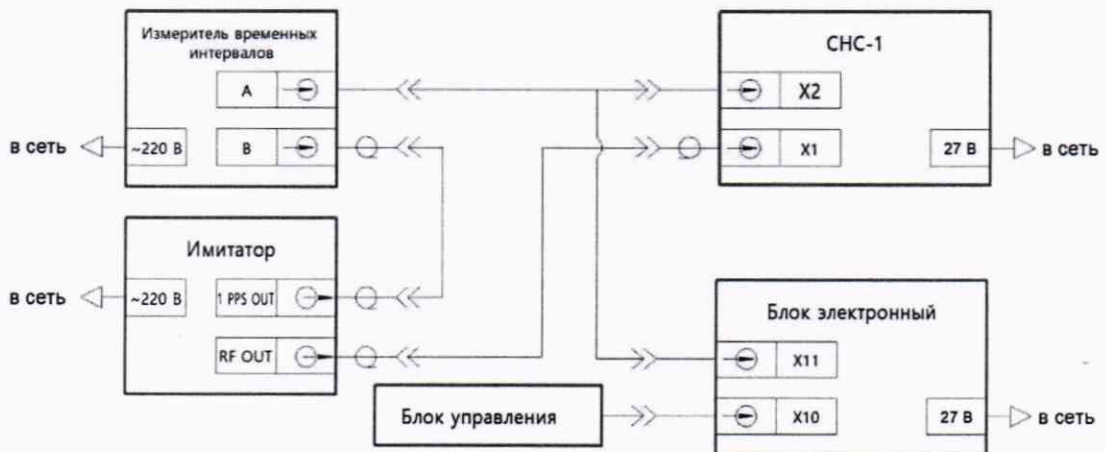 Измеритель временных
интервалов
А
В
~220 В
в сеть
Имитатор
1 PPS OUT
~220 В
в сеть
RF OUT
Блок управления
СНС-1
X2
X1
27 В
в сеть
Блок электронный
X11
X10
27 В
в сеть